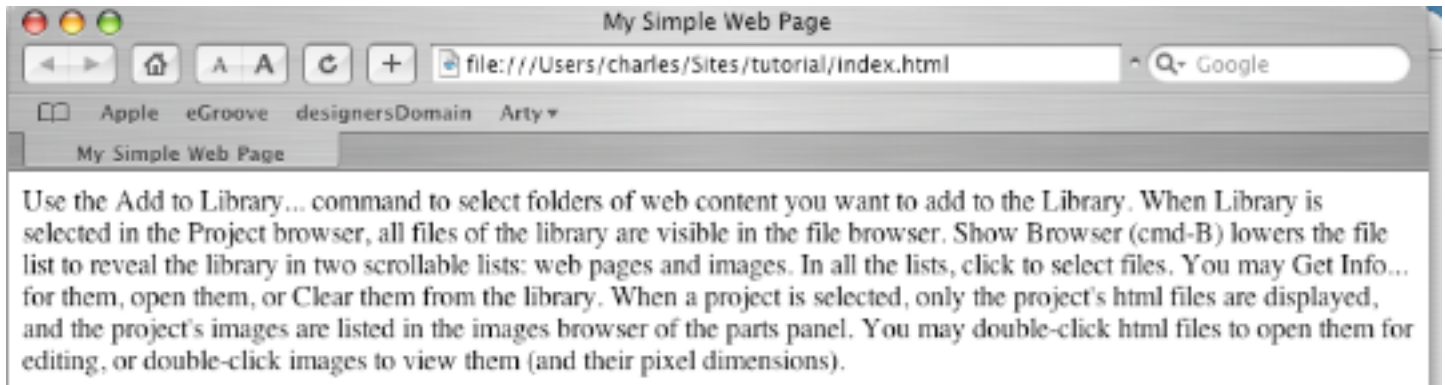 My Simple Web Page
A A + file:///Users/charles/Sites/tutorial/index.html Google
Apple eGroove designersDomain Arty
My Simple Web Page
Use the Add to Library... command to select folders of web content you want to add to the Library. When Library is
selected in the Project browser, all files of the library are visible in the file browser. Show Browser (cmd-B) lowers the file
list to reveal the library in two scrollable lists: web pages and images. In all the lists, click to select files. You may Get Info...
for them, open them, or Clear them from the library. When a project is selected, only the project's html files are displayed,
and the project's images are listed in the images browser of the parts panel. You may double-click html files to open them for
editing, or double-click images to view them (and their pixel dimensions).